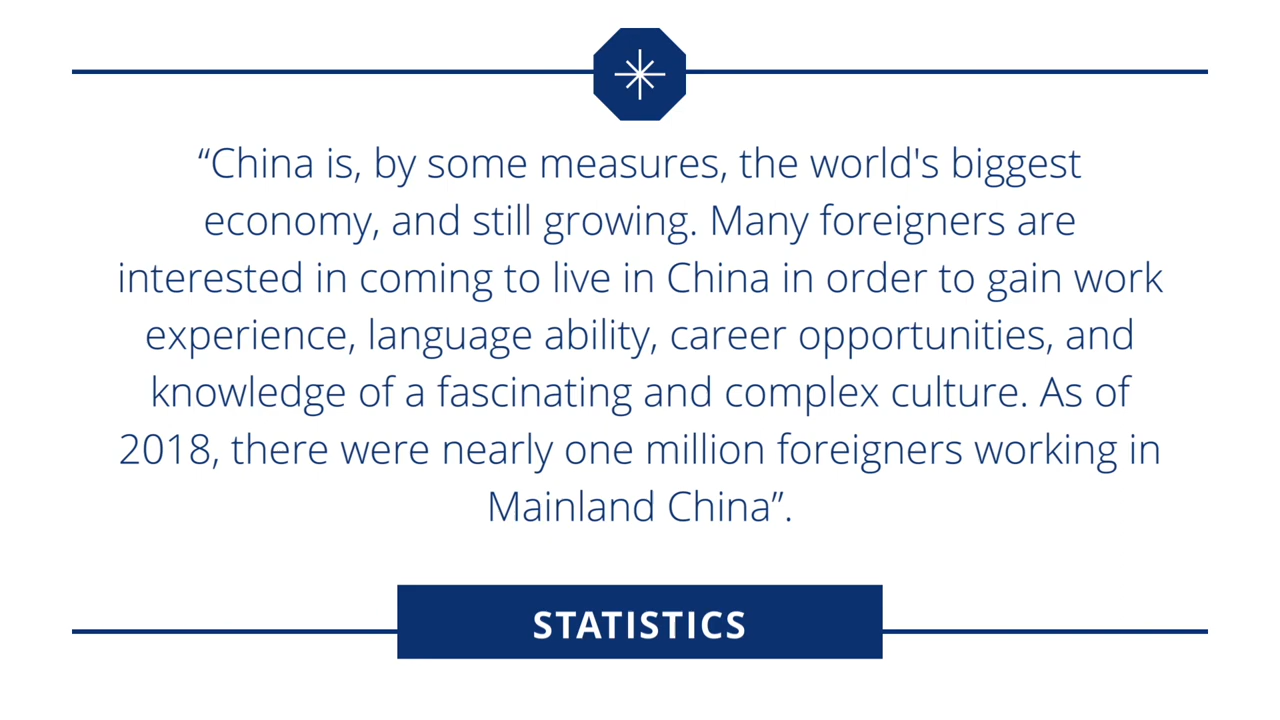 “China is, by some measures, the world's biggest
economy, and still growing. Many foreigners are
interested in coming to live in China in order to gain work
experience, language ability, career opportunities, and
knowledge of a fascinating and complex culture. As of
2018, there were nearly one million foreigners working in
Mainland China”.
STATISTICS